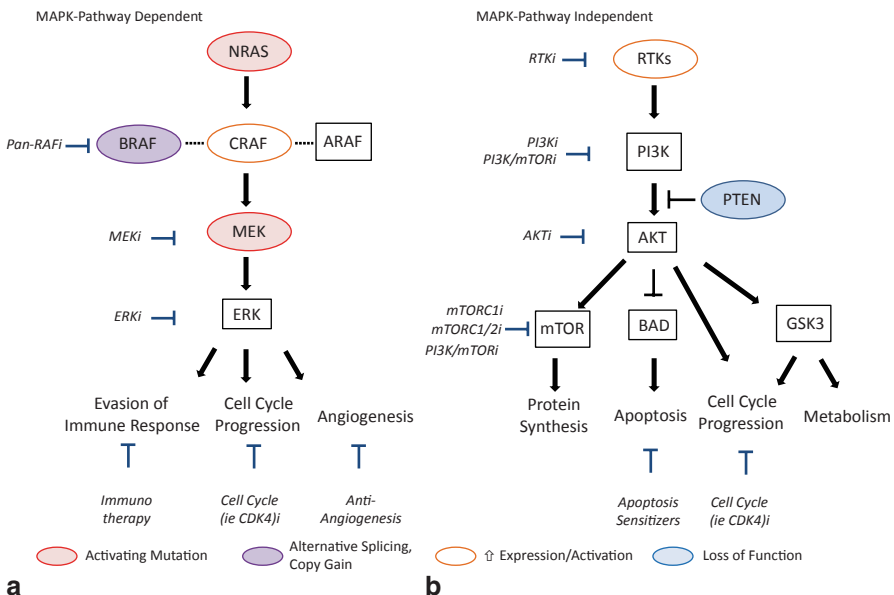 MAPK-Pathway Dependent
NRAS
Pan-RAFi
BRAF
CRAF
ARAF
MEKi
MEK
ERKi
ERK
Evasion of
Immune Response
Cell Cycle
Progression
Angiogenesis
Immuno
therapy
Cell Cycle
(ie CDK4)i
Anti-
Angiogenesis
MAPK-Pathway Independent
RTKi
RTKs
PI3Ki
PI3K/mTORi
PI3K
PTEN
AKTi
AKT
mTORC1i
mTORC1/2i
PI3K/mTORi
mTOR
BAD
GSK3
Protein
Synthesis
Apoptosis
Cell Cycle
Progression
Metabolism
Apoptosis
Sensitizers
Cell Cycle
(ie CDK4)i
Activating Mutation
Alternative Splicing,
Copy Gain
⇧ Expression/Activation
Loss of Function
a
b